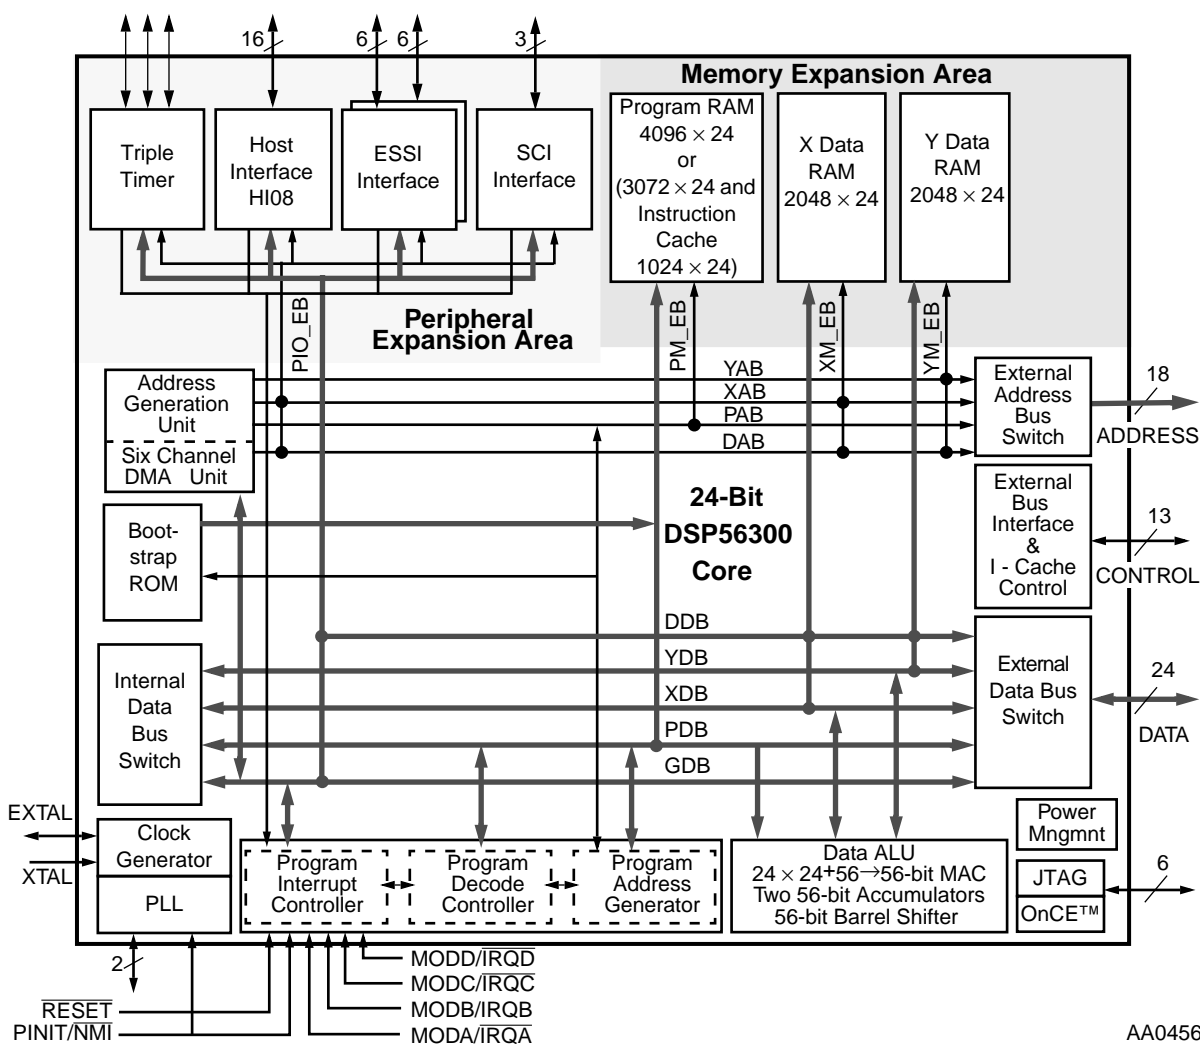 16
6
6
3
Memory Expansion Area
Triple
Timer
Host
Interface
HI08
ESSI
Interface
SCI
Interface
Program RAM
4096 × 24
or
(3072 × 24 and
Instruction
Cache
1024 × 24)
X Data
RAM
2048 × 24
Y Data
RAM
2048 × 24
Peripheral
Expansion Area
PIO_EB
PM_EB
XM_EB
YM_EB
Address
Generation
Unit
Six Channel
DMA Unit
YAB
XAB
PAB
DAB
External
Address
Bus
Switch
18
ADDRESS
24-Bit
DSP56300
Core
Boot-
strap
ROM
External
Bus
Interface
&
I - Cache
Control
13
CONTROL
DDB
YDB
XDB
PDB
GDB
Internal
Data
Bus
Switch
External
Data Bus
Switch
24
DATA
EXTAL
XTAL
Clock
Generator
PLL
Program
Interrupt
Controller
Program
Decode
Controller
Program
Address
Generator
Data ALU
24 × 24+56→56-bit MAC
Two 56-bit Accumulators
56-bit Barrel Shifter
Power
Mngmnt
JTAG
OnCE™
6
2
RESET
PINIT/NMI
MODD/IRQD
MODC/IRQC
MODB/IRQB
MODA/IRQA
AA0456